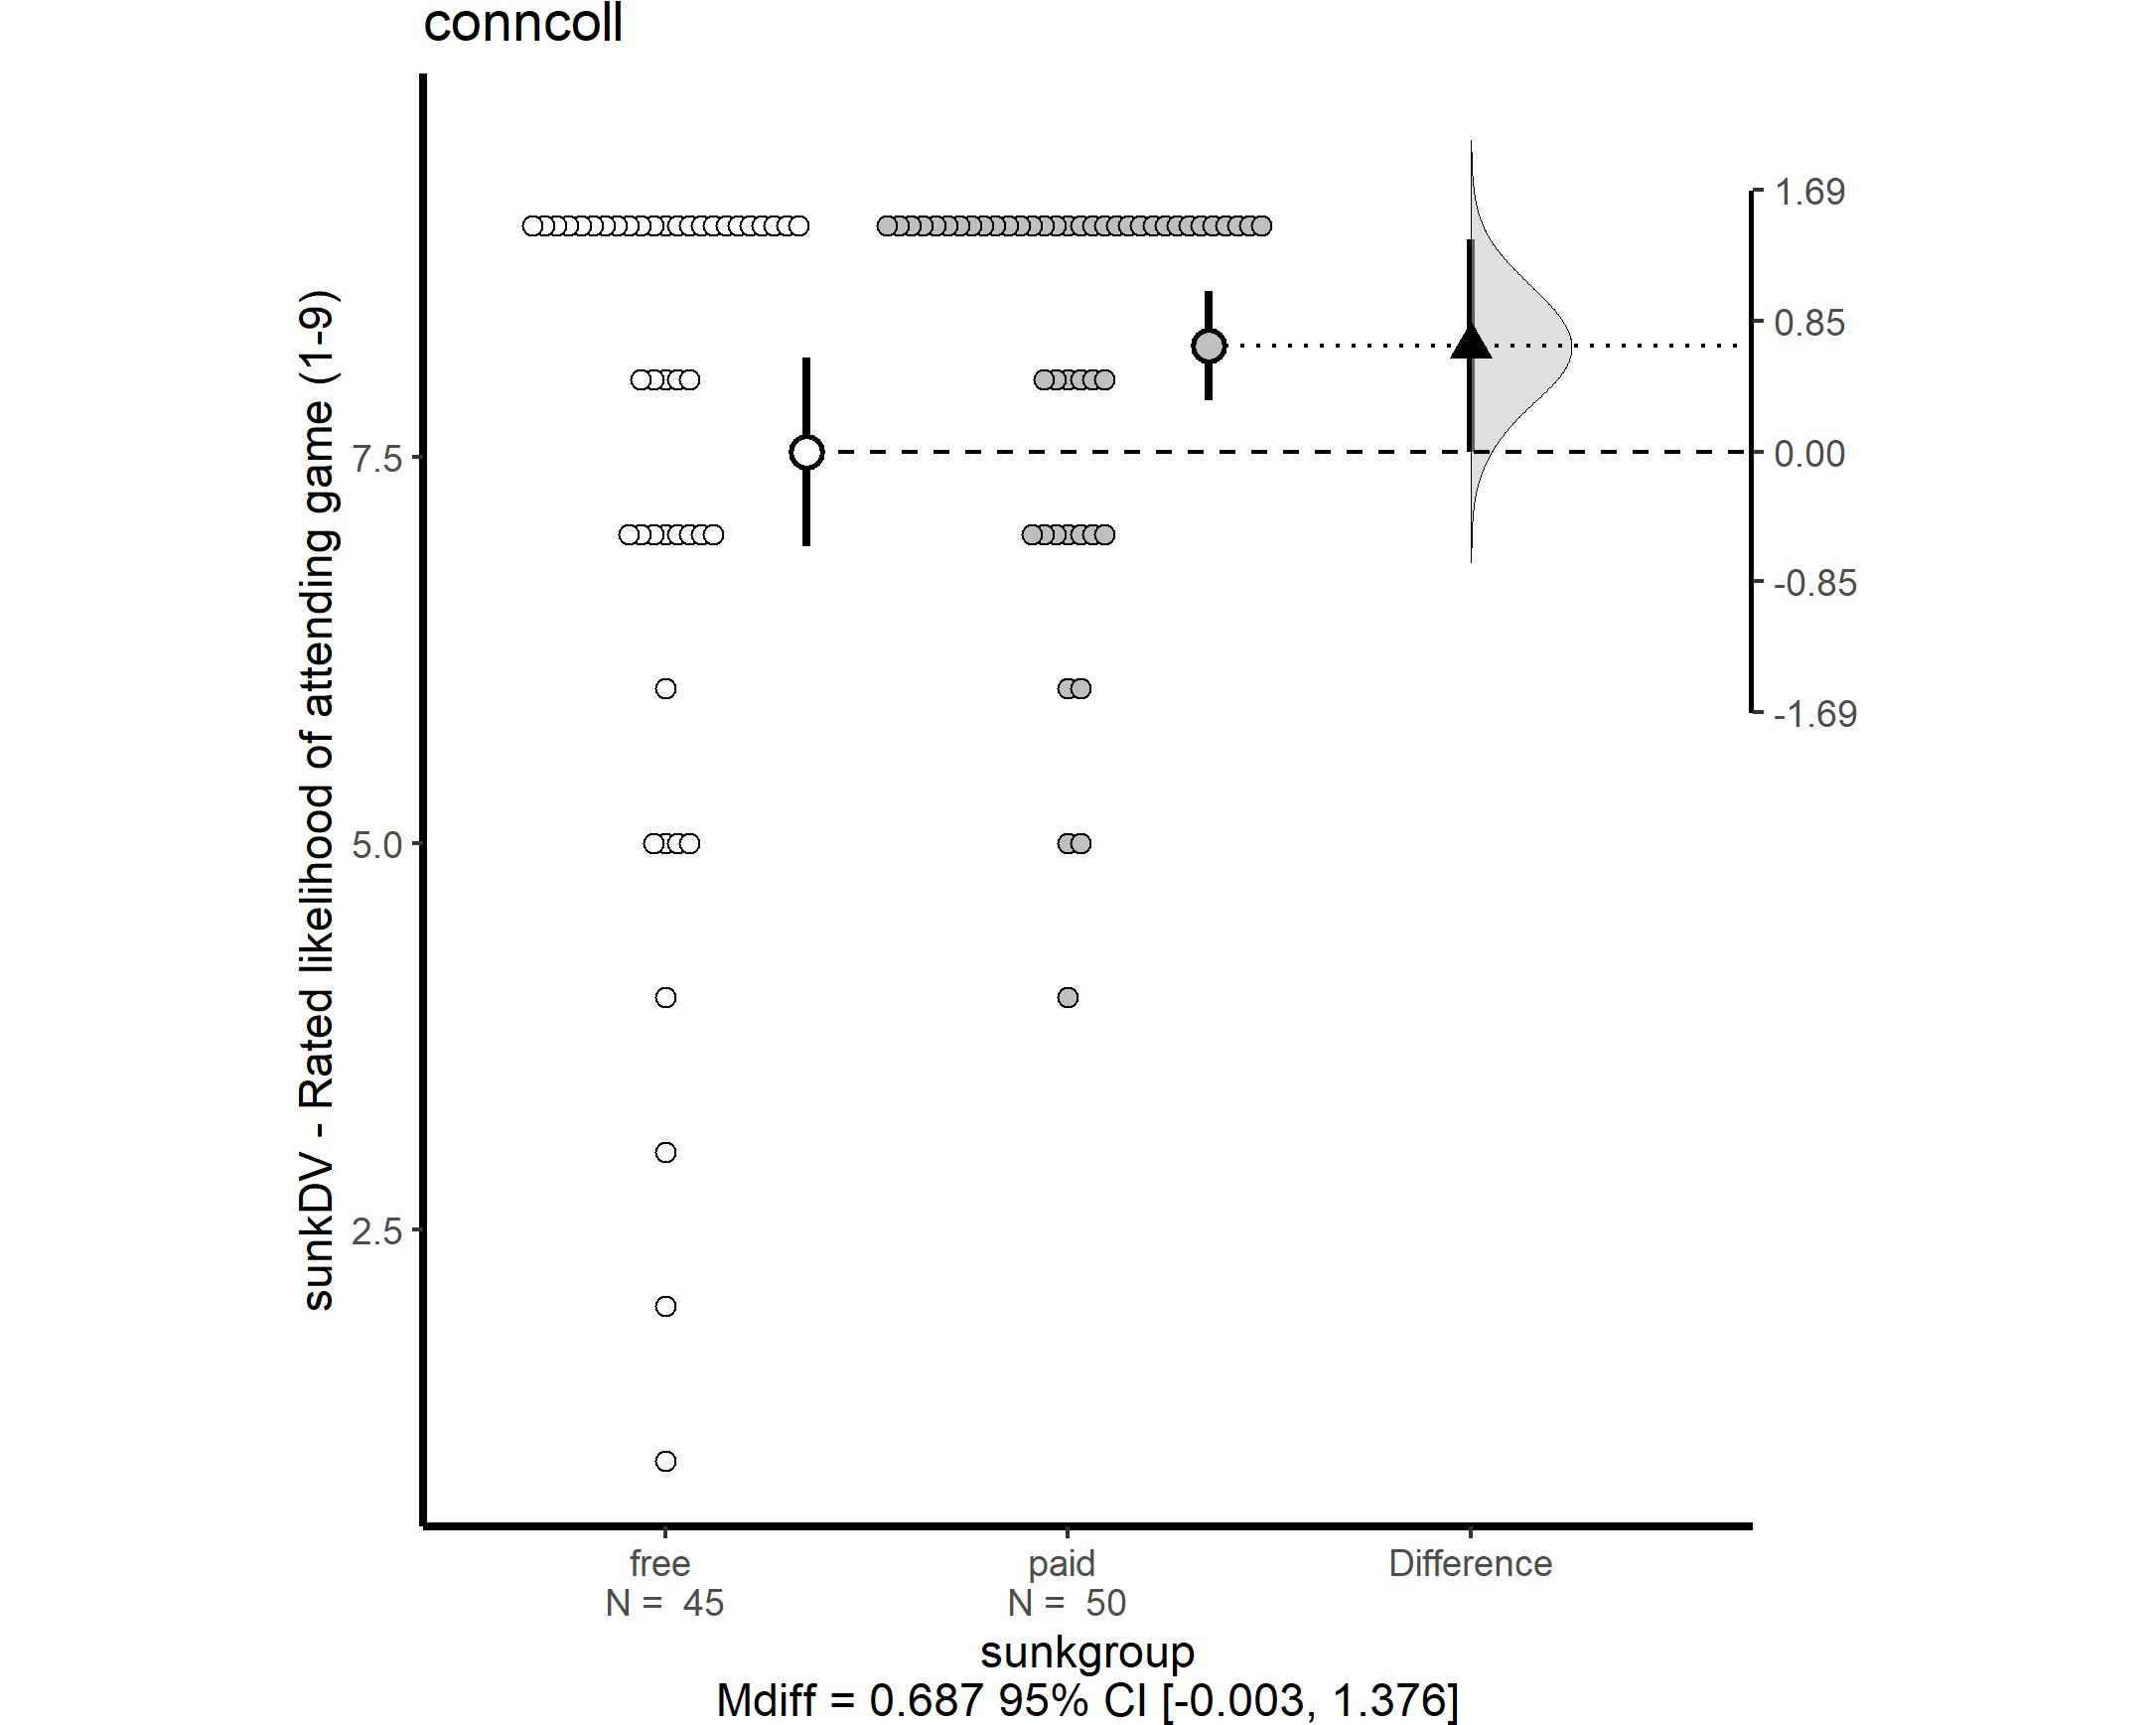 conncoll
sunkDV - Rated likelihood of attending game (1-9)
7.5
5.0
2.5
1.69
0.85
0.00
-0.85
-1.69
free
N = 45
paid
N = 50
Difference
sunkgroup
Mdiff = 0.687 95% CI [-0.003, 1.376]